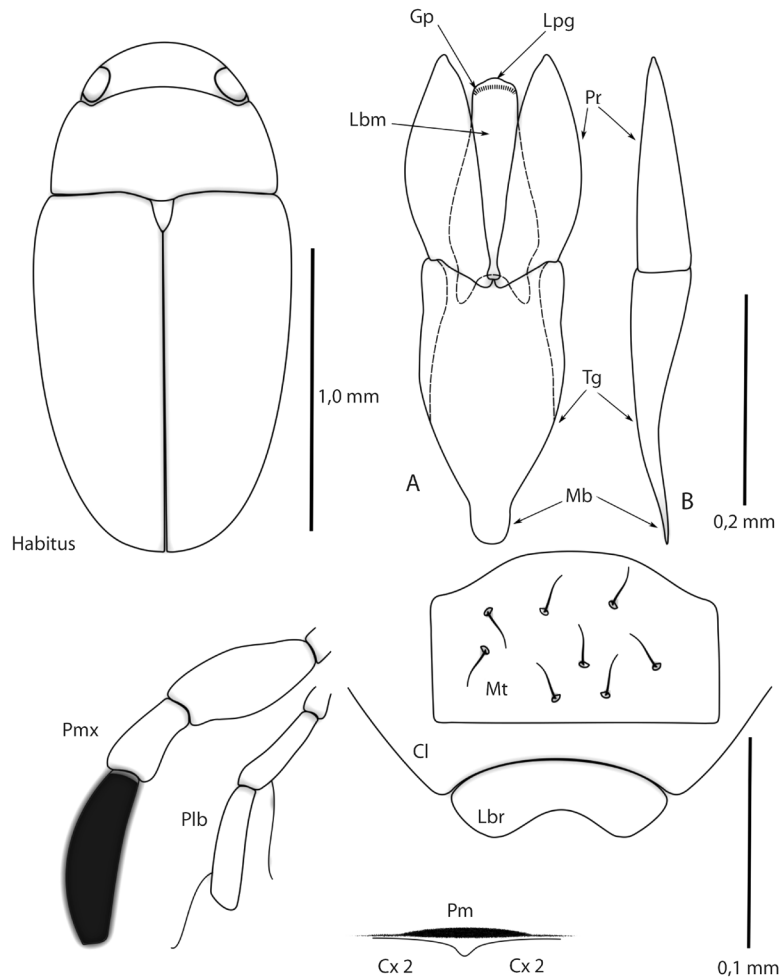 Gp
Lpg
Lbm
Pr
1,0 mm
Tg
A
Mb
B
0,2 mm
Habitus
Mt
Pmx
Cl
Plb
Lbr
Pm
Cx 2
Cx 2
0,1 mm